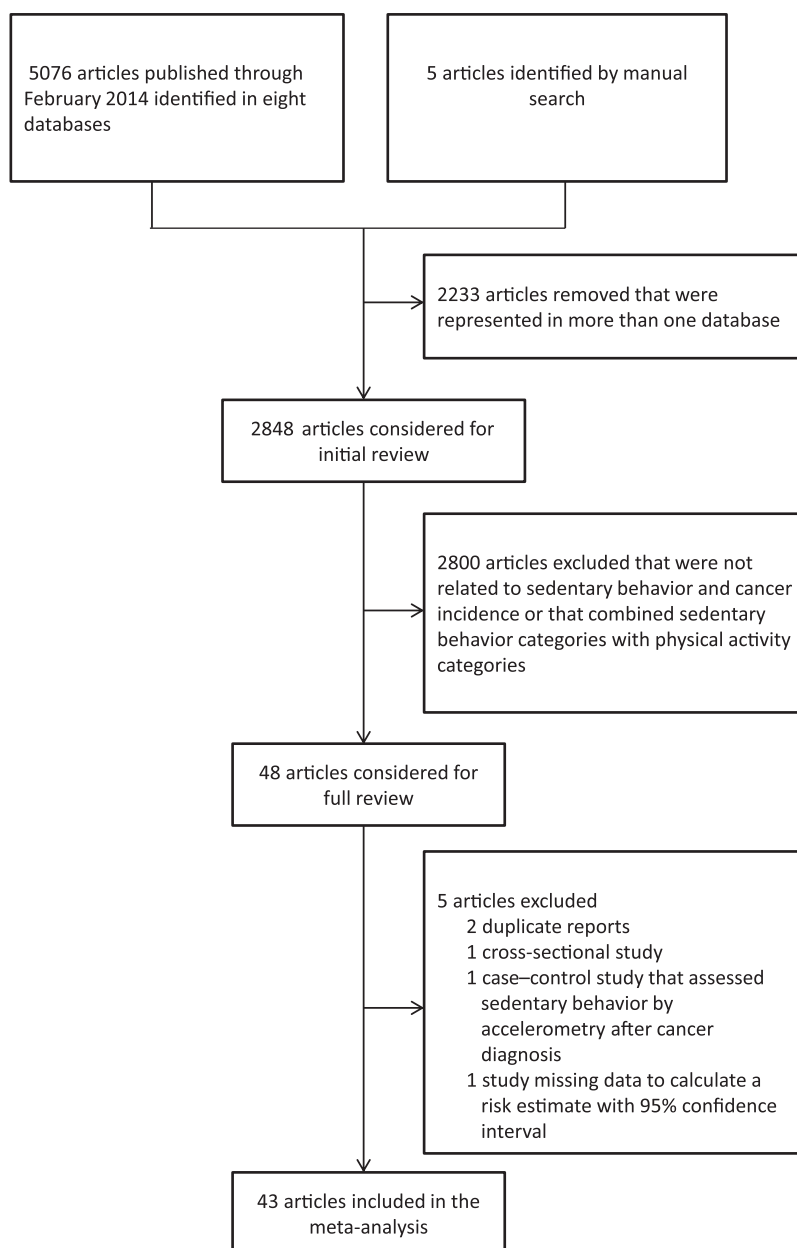 5076 articles published through
February 2014 identified in eight
databases
5 articles identified by manual
search
2233 articles removed that were
represented in more than one database
2848 articles considered for
initial review
2800 articles excluded that were not
related to sedentary behavior and cancer
incidence or that combined sedentary
behavior categories with physical activity
categories
48 articles considered for
full review
5 articles excluded
2 duplicate reports
1 cross-sectional study
1 case–control study that assessed
sedentary behavior by
accelerometry after cancer
diagnosis
1 study missing data to calculate a
risk estimate with 95% confidence
interval
43 articles included in the
meta-analysis